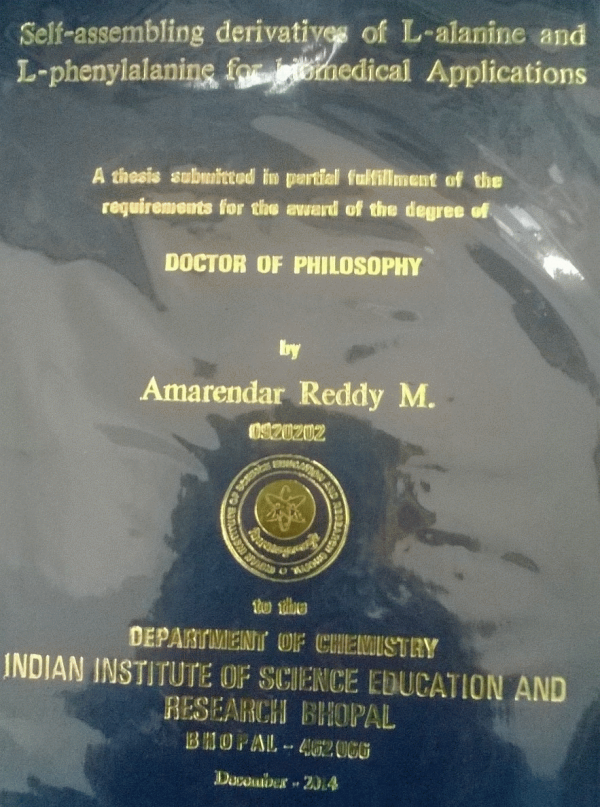 Self-assembling derivatives of L-alanine and
L-phenylalanine for biomedical Applications
A thesis submitted in partial fulfillment of the
requirements for the award of the degree of
DOCTOR OF PHILOSOPHY
by
Amarendar Reddy M.
0920202
to the
DEPARTMENT OF CHEMISTRY
INDIAN INSTITUTE OF SCIENCE EDUCATION AND
RESEARCH BHOPAL
BHOPAL - 462 066
December - 2014